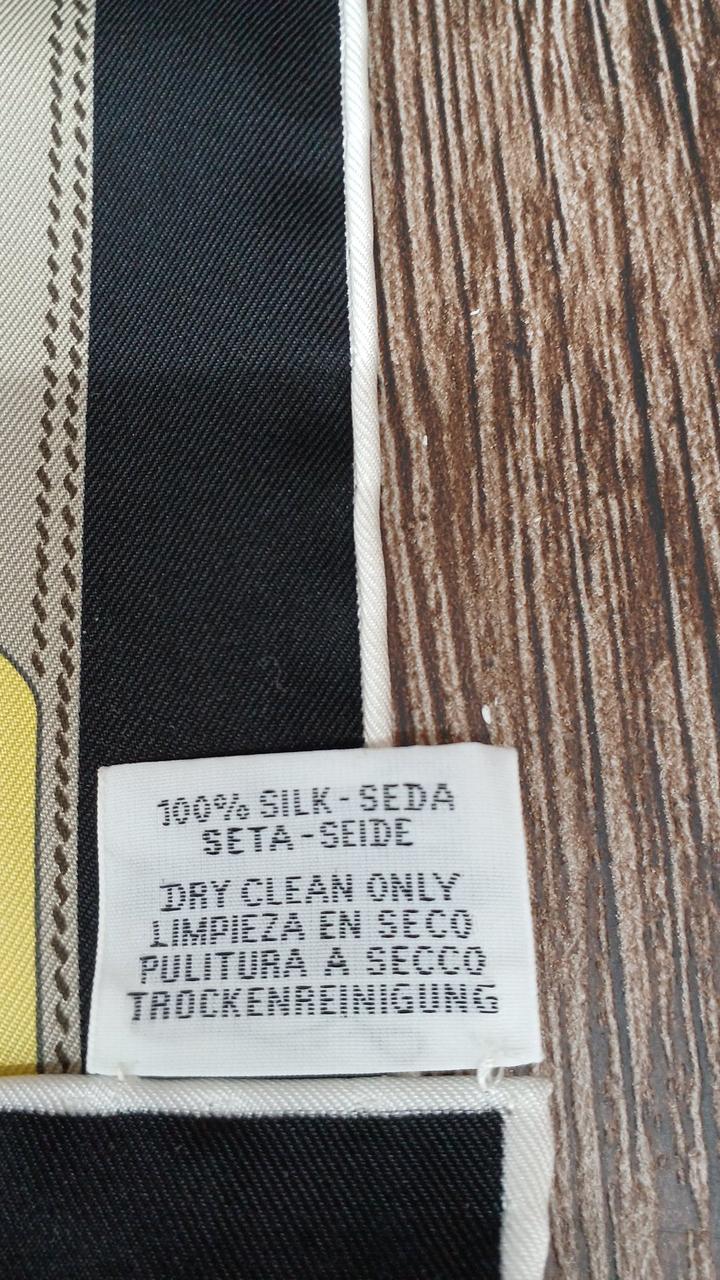 100% SILK-SEDA
SETA-SEIDE
DRY CLEAN ONLY
LIMPIEZA EN SECO
PULITURA A SECCO
TROCKENREINIGUNG